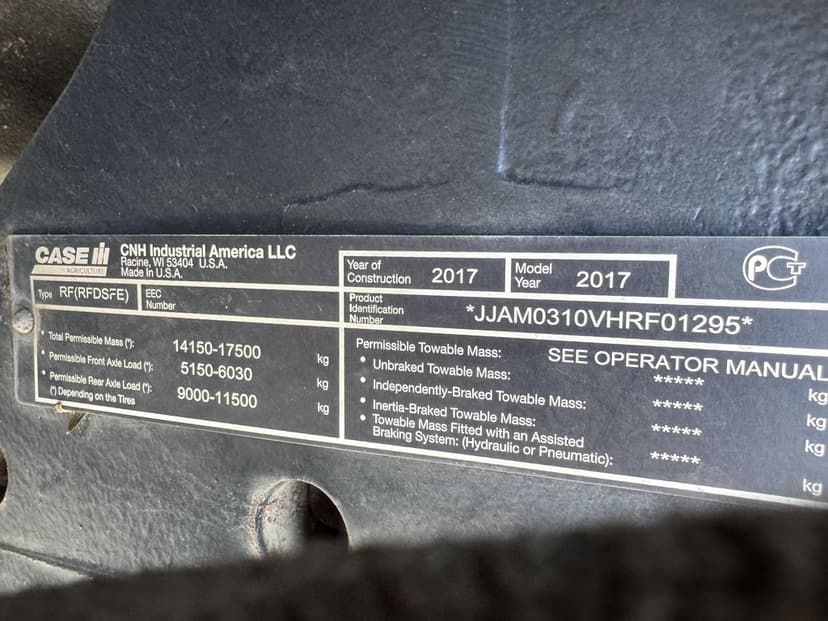 CASE IH
AGRICULTURE
CNH Industrial America LLC
Racine, WI 53404 U.S.A.
Made In U.S.A.
Year of Construction 2017
Model Year 2017
PCT
Type RF(RFDSFE)
EEC Number
Product Identification Number *JJAM0310VHRF01295*
• Total Permissible Mass (*): 14150-17500 kg
• Permissible Front Axle Load (*): 5150-6030 kg
• Permissible Rear Axle Load (*): 9000-11500 kg
(*) Depending on the Tires
Permissible Towable Mass: SEE OPERATOR MANUAL
• Unbraked Towable Mass: ***** kg
• Independently-Braked Towable Mass: ***** kg
• Inertia-Braked Towable Mass: ***** kg
• Towable Mass Fitted with an Assisted
Braking System: (Hydraulic or Pneumatic): ***** kg